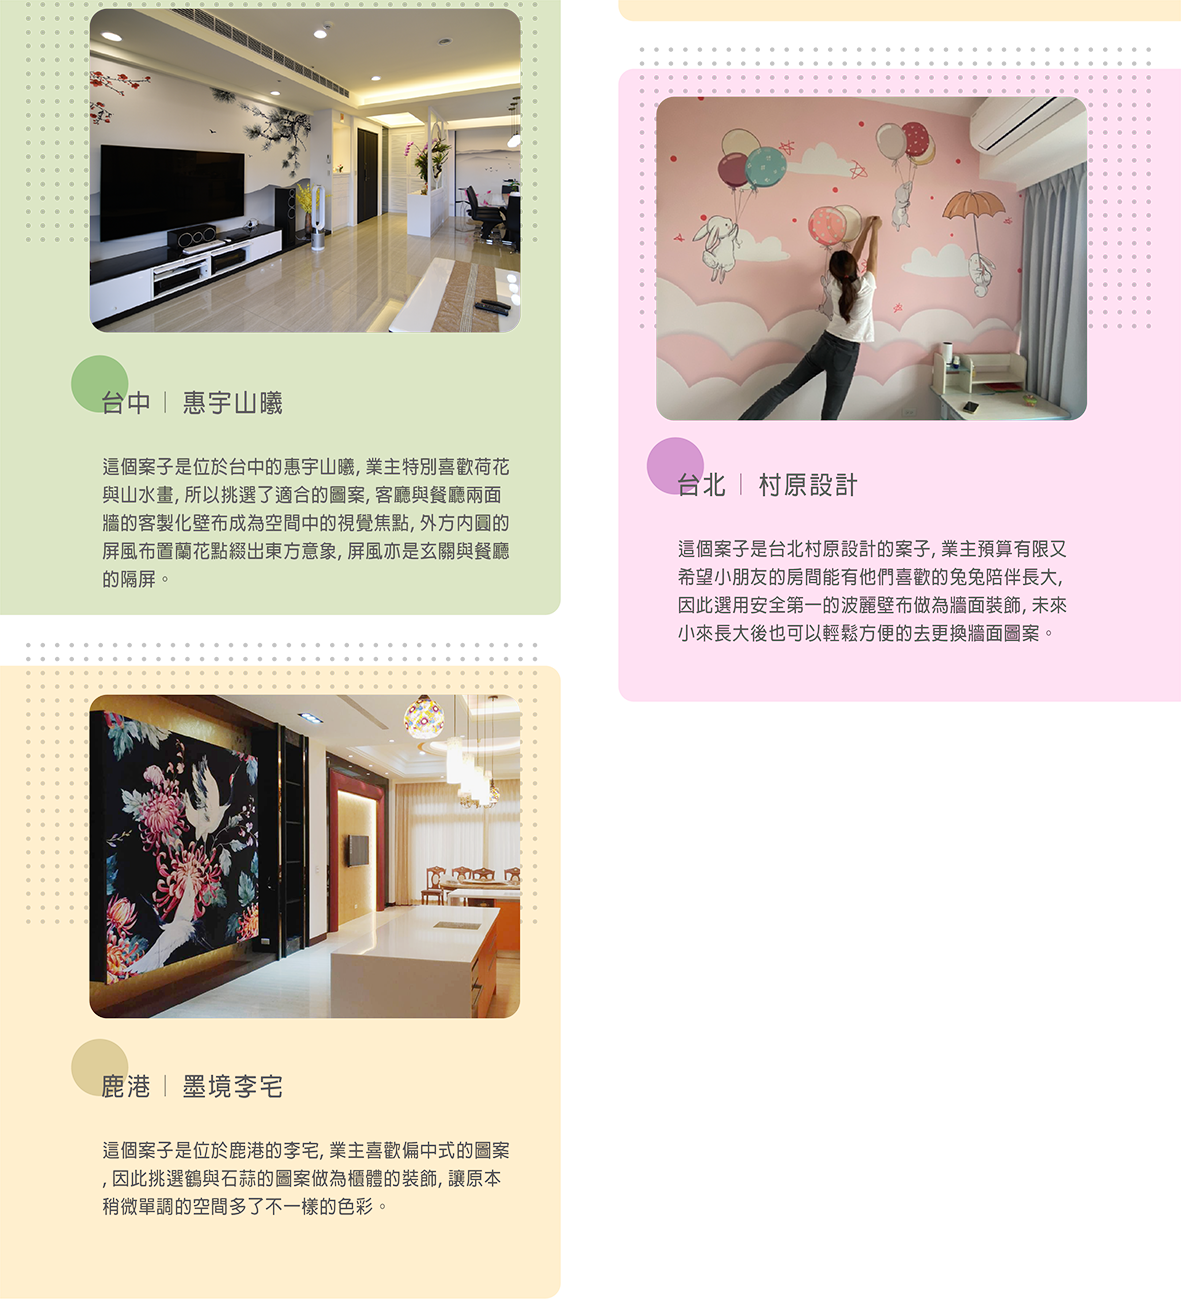 台中｜惠宇山曦
這個案子是位於台中的惠宇山曦, 業主特別喜歡荷花
與山水畫, 所以挑選了適合的圖案, 客廳與餐廳兩面
牆的客製化壁布成為空間中的視覺焦點, 外方內圓的
屏風布置蘭花點綴出東方意象, 屏風亦是玄關與餐廳
的隔屏。
鹿港｜墨境李宅
這個案子是位於鹿港的李宅, 業主喜歡偏中式的圖案
, 因此挑選鶴與石蒜的圖案做為櫃體的裝飾, 讓原本
稍微單調的空間多了不一樣的色彩。
台北｜村原設計
這個案子是台北村原設計的案子, 業主預算有限又
希望小朋友的房間能有他們喜歡的兔兔陪伴長大,
因此選用安全第一的波麗壁布做為牆面裝飾, 未來
小來長大後也可以輕鬆方便的去更換牆面圖案。